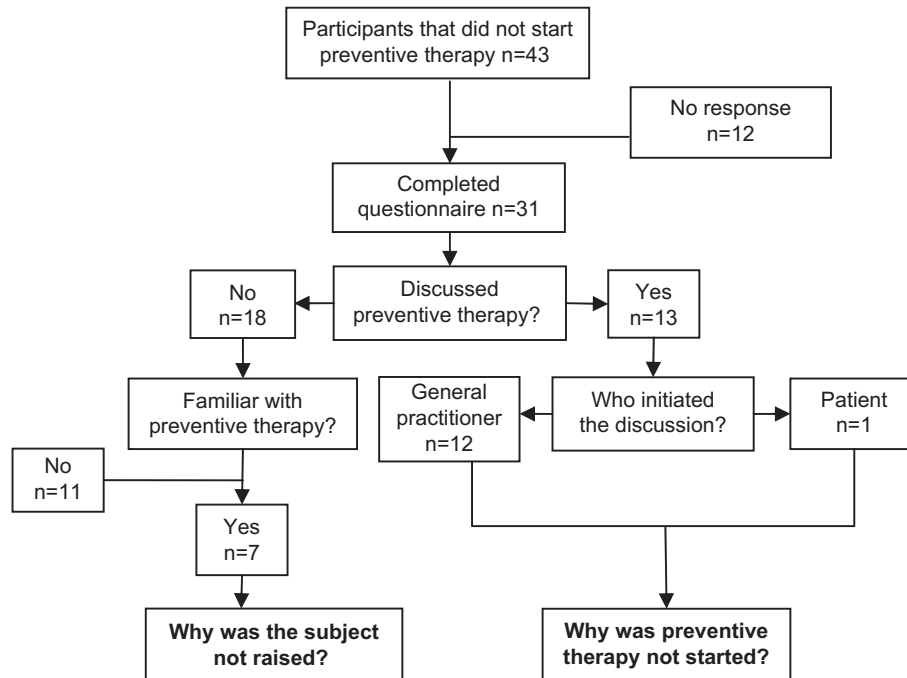 Participants that did not start
preventive therapy n=43
No response
n=12
Completed
questionnaire n=31
No
n=18
Discussed
preventive therapy?
Yes
n=13
Familiar with
preventive therapy?
General
practitioner
n=12
Who initiated
the discussion?
Patient
n=1
No
n=11
Yes
n=7
Why was the subject
not raised?
Why was preventive
therapy not started?